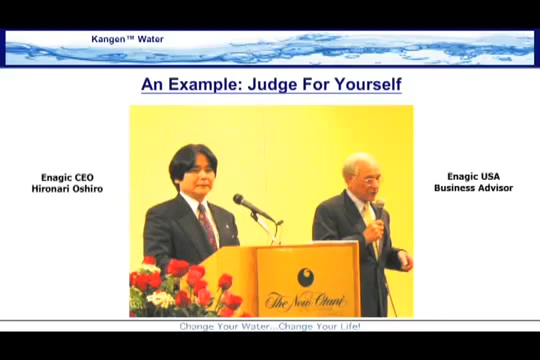 Kangen™ Water
An Example: Judge For Yourself
Enagic CEO
Hironari Oshiro
Enagic USA
Business Advisor
The New Otani
Change Your Water...Change Your Life!